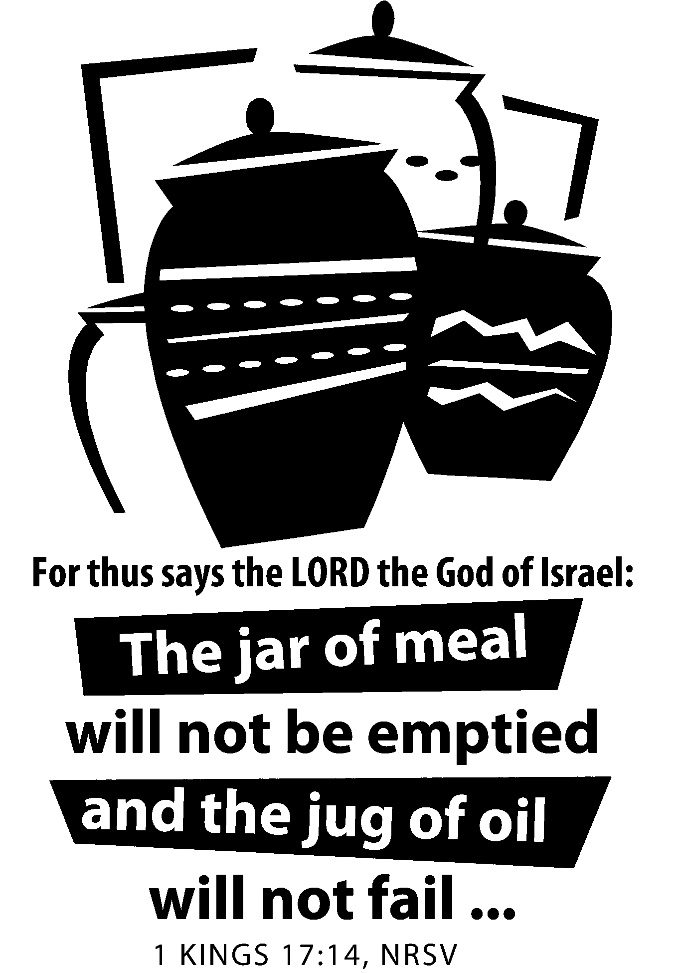 For thus says the LORD the God of Israel:
The jar of meal
will not be emptied
and the jug of oil
will not fail ...
1 KINGS 17:14, NRSV